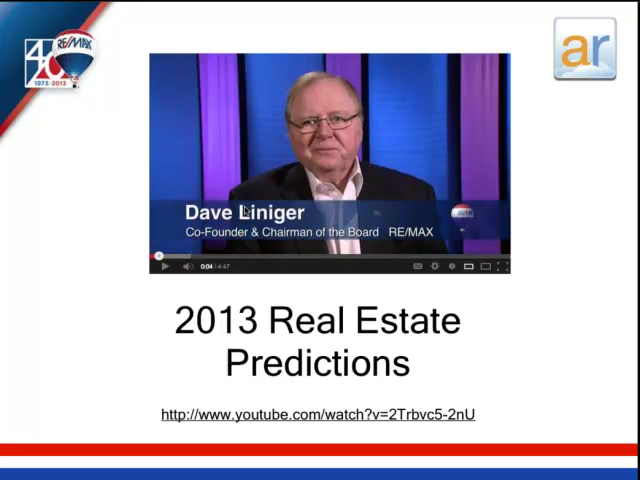 40
RE/MAX
1973-2013
ar
Dave Liniger
Co-Founder & Chairman of the Board RE/MAX
0:04 / 4:47
2013 Real Estate
Predictions
http://www.youtube.com/watch?v=2Trbvc5-2nU